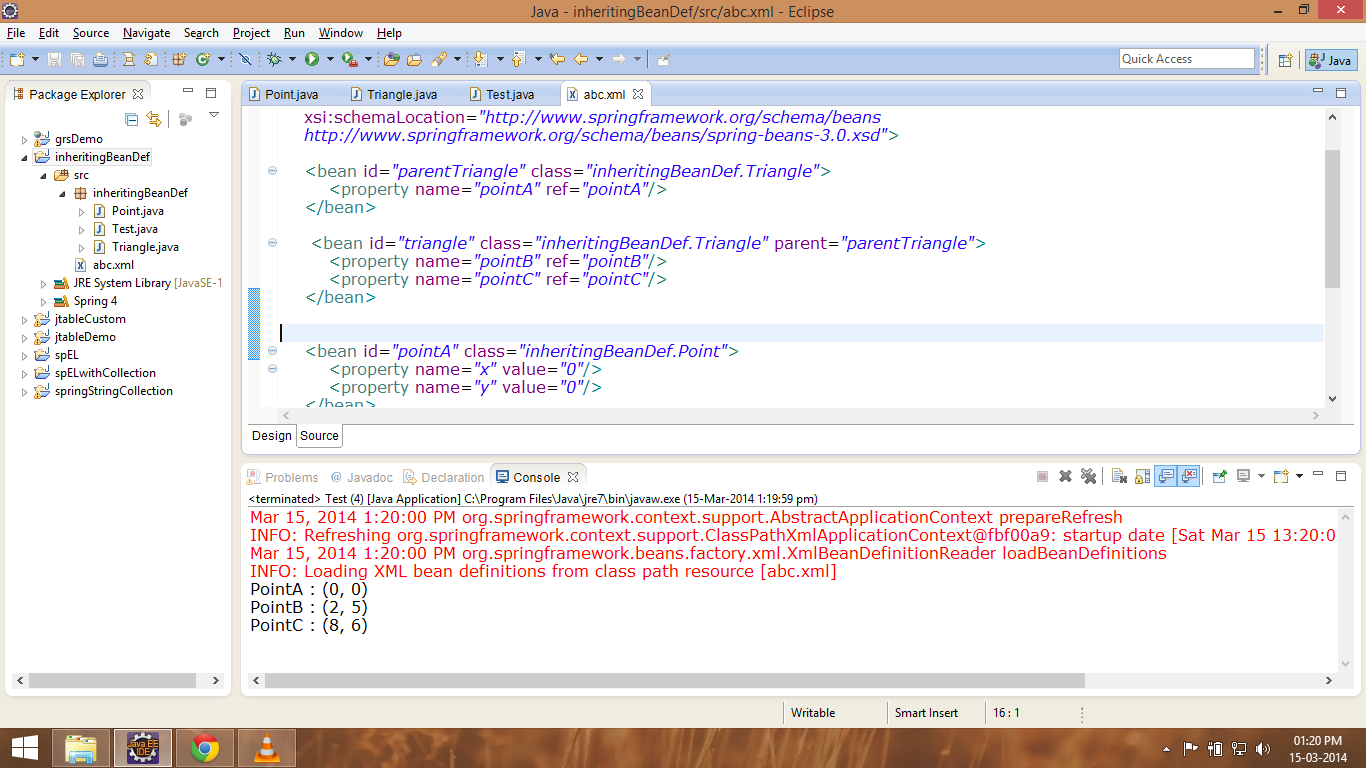 Java - inheritingBeanDef/src/abc.xml - Eclipse
File Edit Source Navigate Search Project Run Window Help
Quick Access
Java
Package Explorer
grsDemo
inheritingBeanDef
src
inheritingBeanDef
Point.java
Test.java
Triangle.java
abc.xml
JRE System Library [JavaSE-1
Spring 4
jtableCustom
jtableDemo
spEL
spELwithCollection
springStringCollection
Point.java Triangle.java Test.java abc.xml
xsi:schemaLocation="http://www.springframework.org/schema/beans
http://www.springframework.org/schema/beans/spring-beans-3.0.xsd">
<bean id="parentTriangle" class="inheritingBeanDef.Triangle">
<property name="pointA" ref="pointA"/>
</bean>
<bean id="triangle" class="inheritingBeanDef.Triangle" parent="parentTriangle">
<property name="pointB" ref="pointB"/>
<property name="pointC" ref="pointC"/>
</bean>
<bean id="pointA" class="inheritingBeanDef.Point">
<property name="x" value="0"/>
<property name="y" value="0"/>
</bean>
Design Source
Problems @ Javadoc Declaration Console
<terminated> Test (4) [Java Application] C:\Program Files\Java\jre7\bin\javaw.exe (15-Mar-2014 1:19:59 pm)
Mar 15, 2014 1:20:00 PM org.springframework.context.support.AbstractApplicationContext prepareRefresh
INFO: Refreshing org.springframework.context.support.ClassPathXmlApplicationContext@fbf00a9: startup date [Sat Mar 15 13:20:0
Mar 15, 2014 1:20:00 PM org.springframework.beans.factory.xml.XmlBeanDefinitionReader loadBeanDefinitions
INFO: Loading XML bean definitions from class path resource [abc.xml]
PointA : (0, 0)
PointB : (2, 5)
PointC : (8, 6)
Writable Smart Insert 16 : 1
Java EE
IDE
01:20 PM
15-03-2014